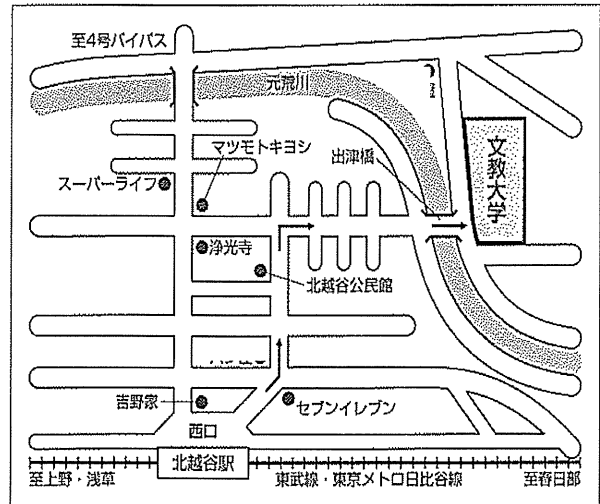 至4号バイパス
元荒川
マツモトキヨシ
出津橋
文教大学
スーパーライフ
浄光寺
北越谷公民館
吉野家
セブンイレブン
西口
北越谷駅
至上野・浅草
東武線・東京メトロ日比谷線
至春日部